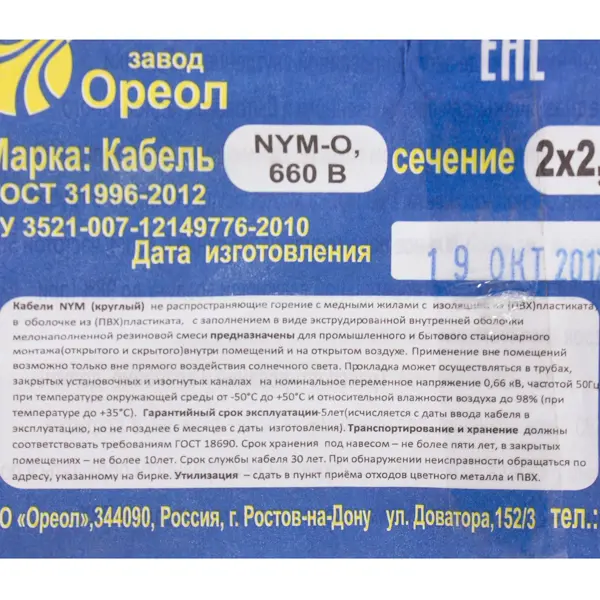 завод
Ореол
ЕАС
Марка: Кабель NYM-O, 660 В сечение 2х2,
ГОСТ 31996-2012
ТУ 3521-007-12149776-2010
Дата изготовления 19 ОКТ 2017
Кабели NYM (круглый) не распространяющие горение с медными жилами с изоляцией из (ПВХ)пластиката,
в оболочке из (ПВХ)пластиката, с заполнением в виде экструдированной внутренней оболочки
мелонаполненной резиновой смеси предназначены для промышленного и бытового стационарного
монтажа(открытого и скрытого)внутри помещений и на открытом воздухе. Применение вне помещений
возможно только вне прямого воздействия солнечного света. Прокладка может осуществляться в трубах,
закрытых установочных и изогнутых каналах на номинальное переменное напряжение 0,66 кВ, частотой 50Гц
при температуре окружающей среды от -50°С до +50°С и относительной влажности воздуха до 98% (при
температуре до +35°С). Гарантийный срок эксплуатации-5лет(исчисляется с даты ввода кабеля в
эксплуатацию, но не позднее 6 месяцев с даты изготовления). Транспортирование и хранение должны
соответствовать требованиям ГОСТ 18690. Срок хранения под навесом – не более пяти лет, в закрытых
помещениях – не более 10лет. Срок службы кабеля 30 лет. При обнаружении неисправности обращаться по
адресу, указанному на бирке. Утилизация – сдать в пункт приёма отходов цветного металла и ПВХ.
О «Ореол»,344090, Россия, г. Ростов-на-Дону ул. Доватора,152/3 тел.: